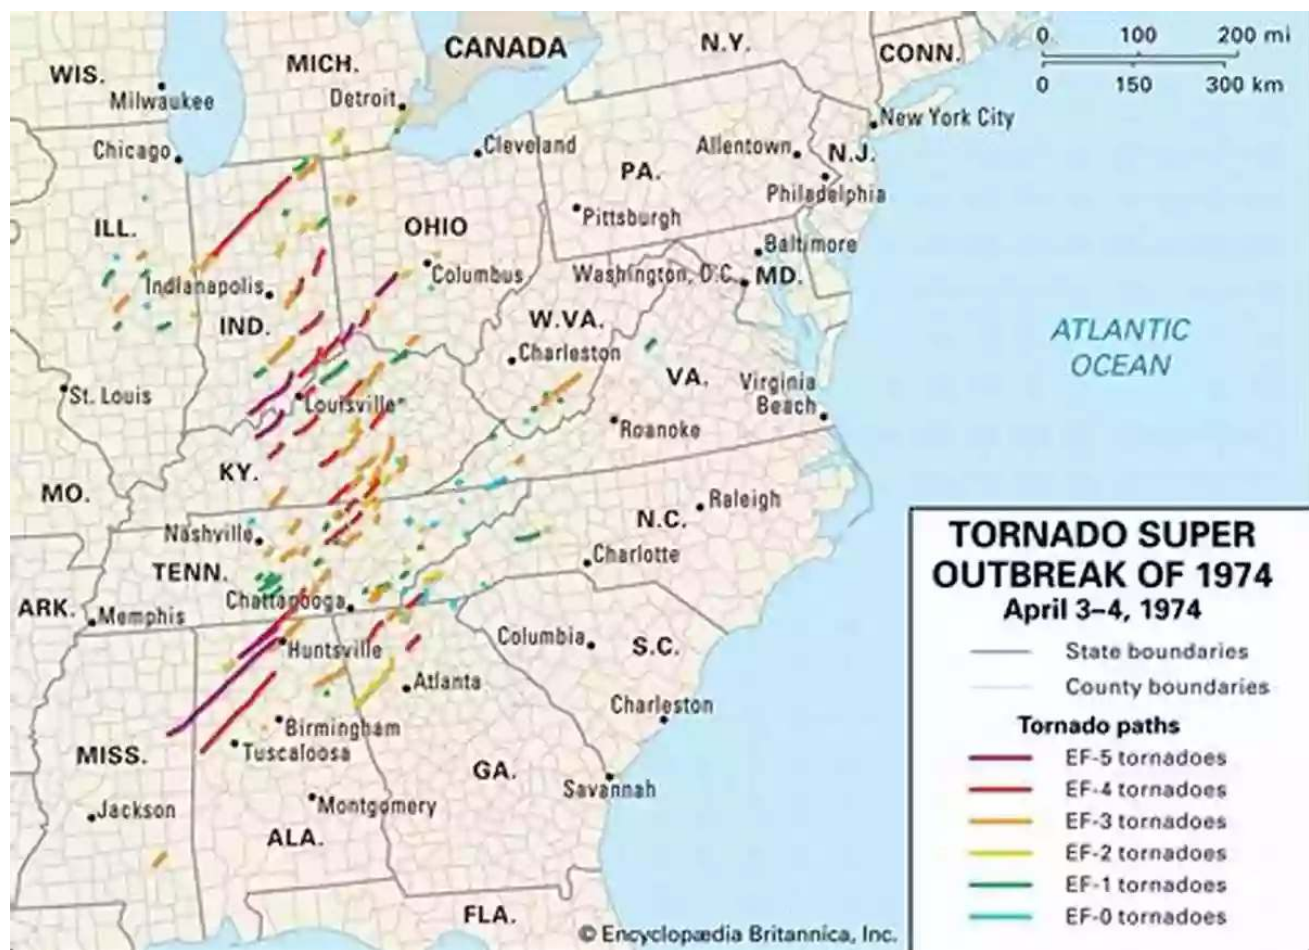 CANADA
N.Y.
CONN.
WIS.
MICH.
Milwaukee
Detroit
New York City
Chicago
Cleveland
Allentown
N.J.
PA.
Philadelphia
Pittsburgh
ILL.
OHIO
Baltimore
Columbus
Washington, D.C.
MD.
Indianapolis
IND.
W.VA.
ATLANTIC
OCEAN
Charleston
VA.
Virginia
Beach
St. Louis
Louisville
Roanoke
KY.
MO.
Raleigh
N.C.
Nashville
Charlotte
TENN.
Chattanooga
ARK.
Memphis
Columbia
S.C.
Huntsville
Atlanta
Charleston
Birmingham
Tuscaloosa
MISS.
GA.
Savannah
Jackson
Montgomery
ALA.
FLA.
0 100 200 mi
0 150 300 km
TORNADO SUPER
OUTBREAK OF 1974
April 3–4, 1974
State boundaries
County boundaries
Tornado paths
EF-5 tornadoes
EF-4 tornadoes
EF-3 tornadoes
EF-2 tornadoes
EF-1 tornadoes
EF-0 tornadoes
© Encyclopædia Britannica, Inc.